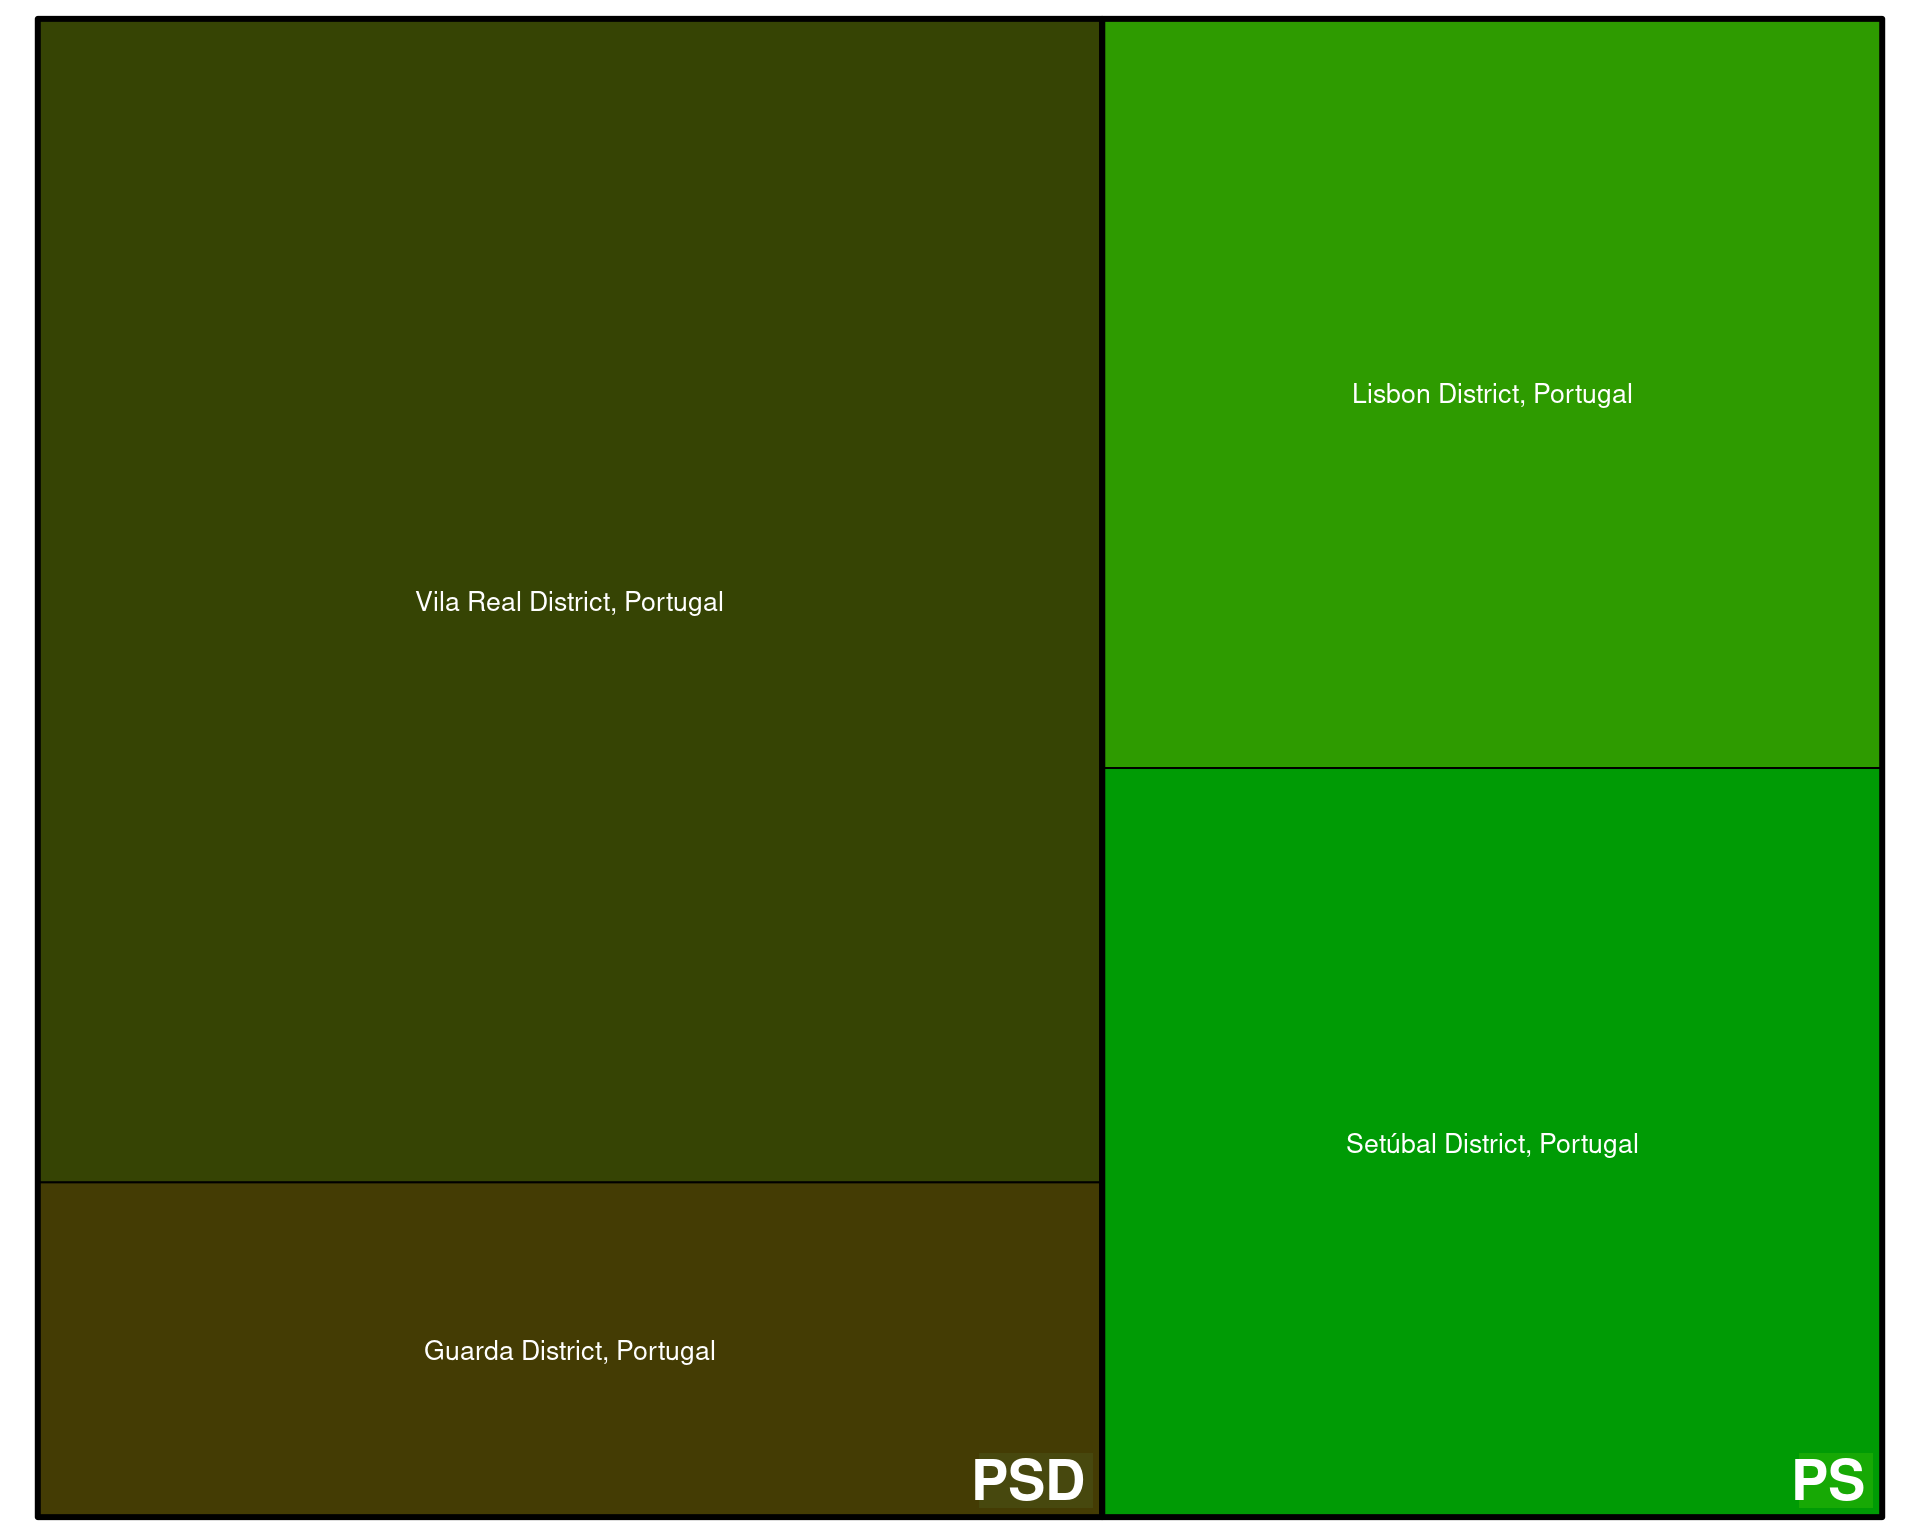 Vila Real District, Portugal
Guarda District, Portugal
PSD
Lisbon District, Portugal
Setúbal District, Portugal
PS